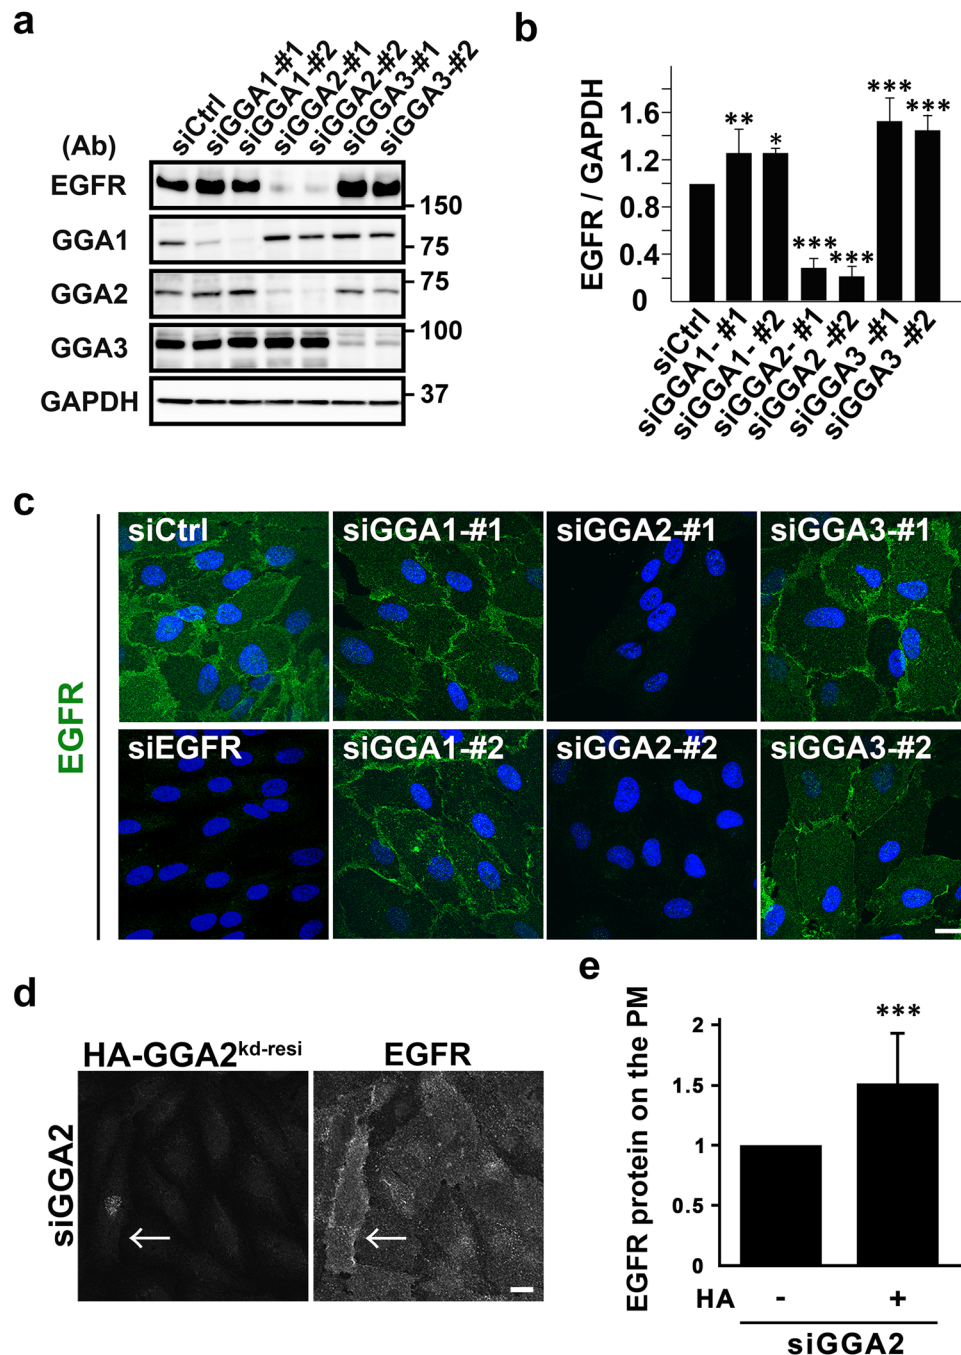 a
siCtrl
siGGA1-#1
siGGA1-#2
siGGA2-#1
siGGA2-#2
siGGA3-#1
siGGA3-#2
(Ab)
EGFR
150
GGA1
75
GGA2
75
GGA3
100
GAPDH
37
b
EGFR / GAPDH
1.6
1.2
0.8
0.4
0
** * *** *** *** ***
siCtrl
siGGA1- #1
siGGA1- #2
siGGA2- #1
siGGA2 -#2
siGGA3 -#1
siGGA3 -#2
c
EGFR
siCtrl siGGA1-#1 siGGA2-#1 siGGA3-#1
siEGFR siGGA1-#2 siGGA2-#2 siGGA3-#2
d
HA-GGA2kd-resi EGFR
siGGA2
e
EGFR protein on the PM
2
1.5
1
0.5
0
***
HA - +
siGGA2